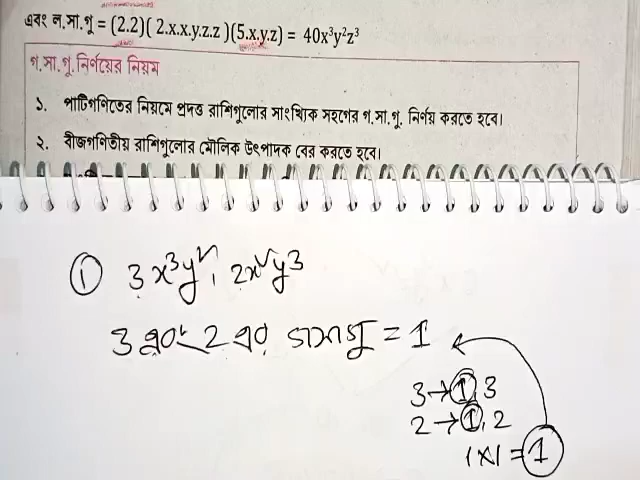 এবং ল.সা.গু = (2.2)( 2.x.x.y.z.z )(5.x.y.z) = 40x³y²z³
গ.সা.গু. নির্ণয়ের নিয়ম
১. পাটিগণিতের নিয়মে প্রদত্ত রাশিগুলোর সাংখ্যিক সহগের গ.সা.গু. নির্ণয় করতে হবে।
২. বীজগণিতীয় রাশিগুলোর মৌলিক উৎপাদক বের করতে হবে।
① 3x³y², 2x²y3
3 এবং 2 এর গসাগু = 1
3→1, 3
2→1, 2
1×1 = 1